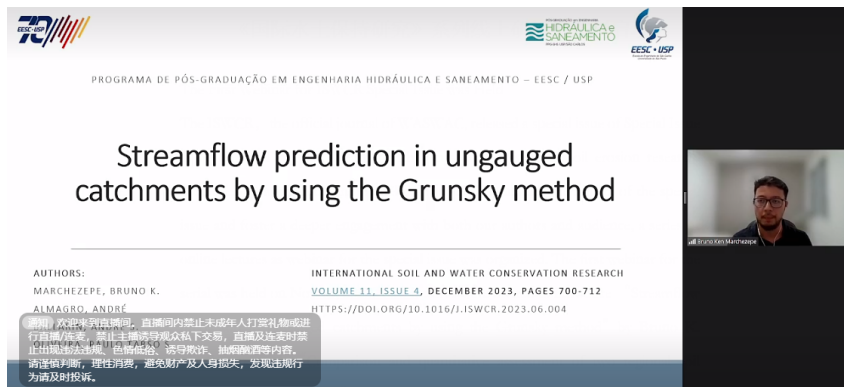 EESC•USP
70
PÓS-GRADUAÇÃO EM ENGENHARIA
HIDRÁULICA E
SANEAMENTO
EESC • USP
PROGRAMA DE PÓS-GRADUAÇÃO EM ENGENHARIA HIDRÁULICA E SANEAMENTO – EESC / USP
Streamflow prediction in ungauged
catchments by using the Grunsky method
AUTHORS:
MARCHEZEPE, BRUNO K.
ALMAGRO, ANDRÉ
INTERNATIONAL SOIL AND WATER CONSERVATION RESEARCH
VOLUME 11, ISSUE 4, DECEMBER 2023, PAGES 700-712
HTTPS://DOI.ORG/10.1016/J.ISWCR.2023.06.004
通知 欢迎来到直播间，直播间内禁止未成年人打赏礼物或进
行直播/连麦，禁止主播诱导观众私下交易，直播及连麦时禁
止出现违法违规、色情低俗、诱导欺诈、抽烟酗酒等内容。
请谨慎判断，理性消费，避免财产及人身损失，发现违规行
为请及时投诉。
Bruno Ken Marchezepe